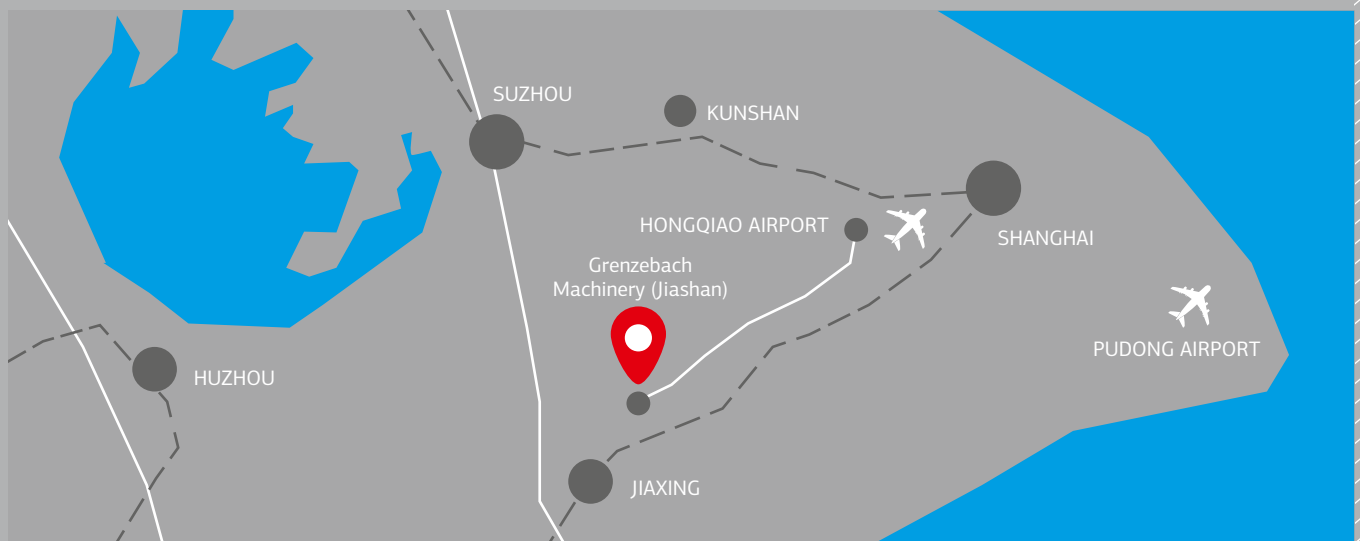 SUZHOU
KUNSHAN
HONGQIAO AIRPORT
SHANGHAI
Grenzebach
Machinery (Jiashan)
PUDONG AIRPORT
HUZHOU
JIAXING